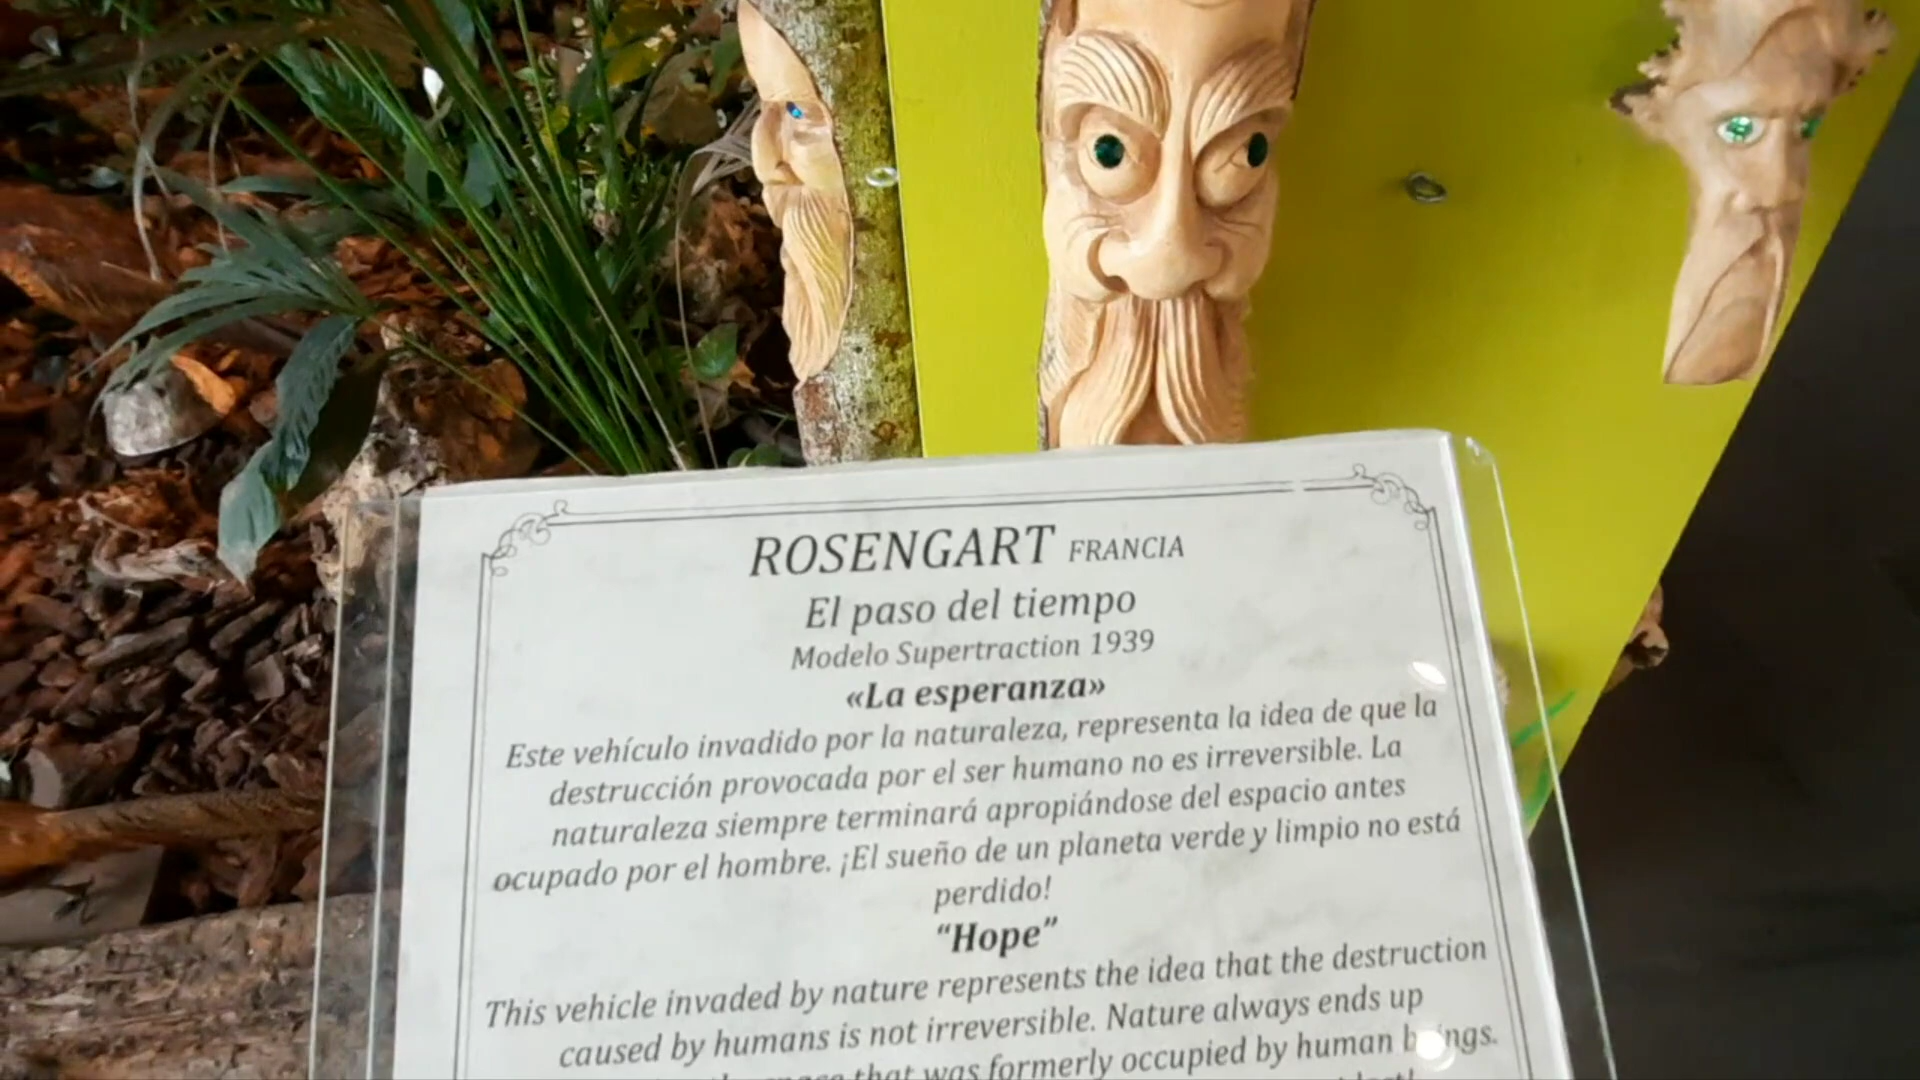 ROSENGART FRANCIA
El paso del tiempo
Modelo Supertraction 1939
«La esperanza»
Este vehículo invadido por la naturaleza, representa la idea de que la
destrucción provocada por el ser humano no es irreversible. La
naturaleza siempre terminará apropiándose del espacio antes
ocupado por el hombre. ¡El sueño de un planeta verde y limpio no está
perdido!
“Hope”
This vehicle invaded by nature represents the idea that the destruction
caused by humans is not irreversible. Nature always ends up
that was formerly occupied by human